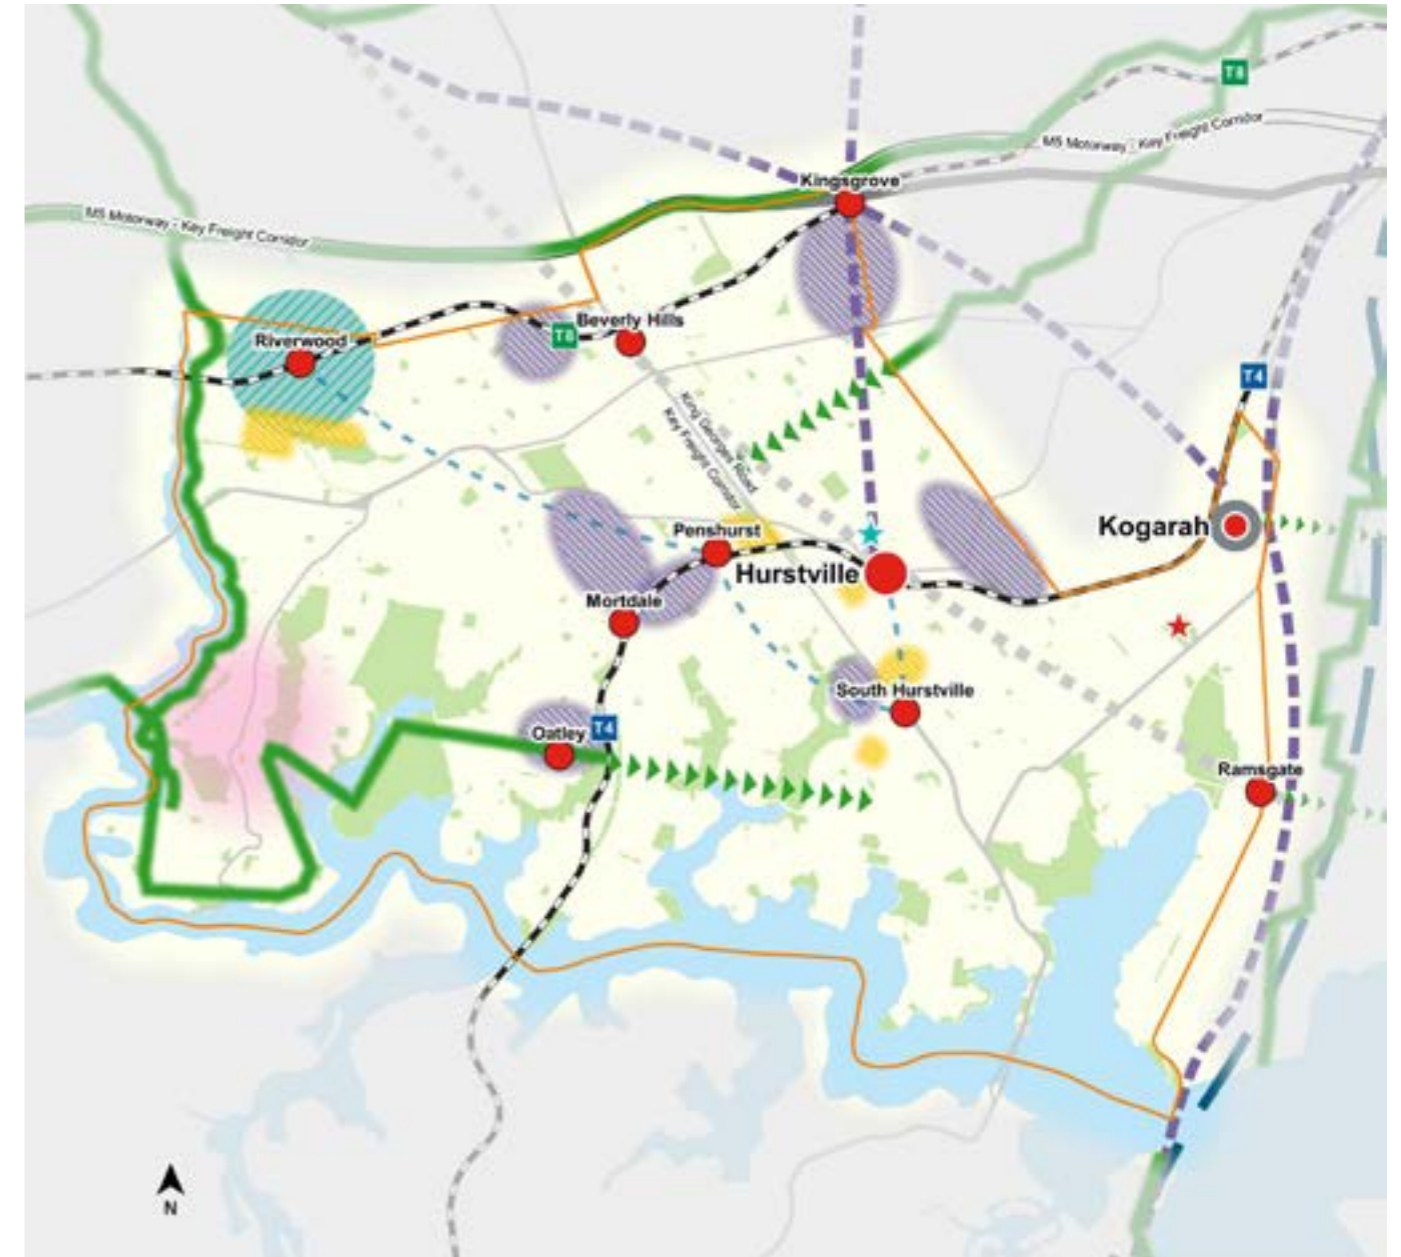 T8
M5 Motorway - Key Freight Corridor
Kingsgrove
M5 Motorway - Key Freight Corridor
Beverly Hills
T8
Riverwood
T4
King Georges Road
Key Freight Corridor
Penshurst
Kogarah
Hurstville
Mortdale
South Hurstville
T4
Oatley
Ramsgate
N